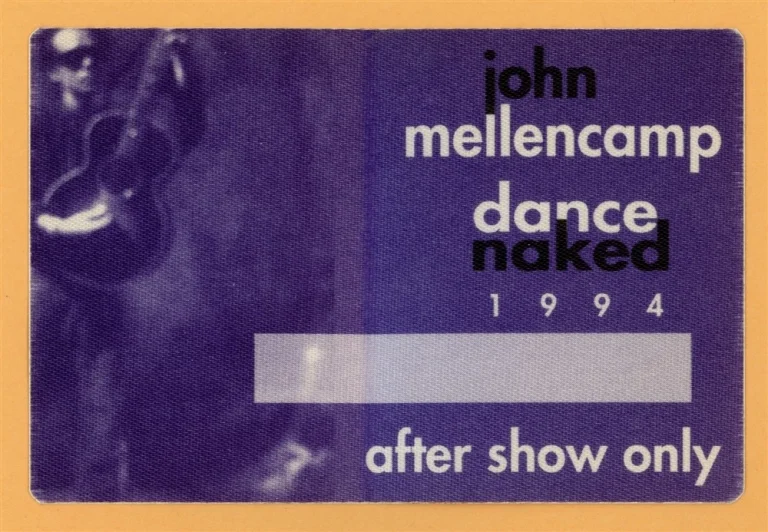 john
mellencamp
dance
naked
1994
after show only